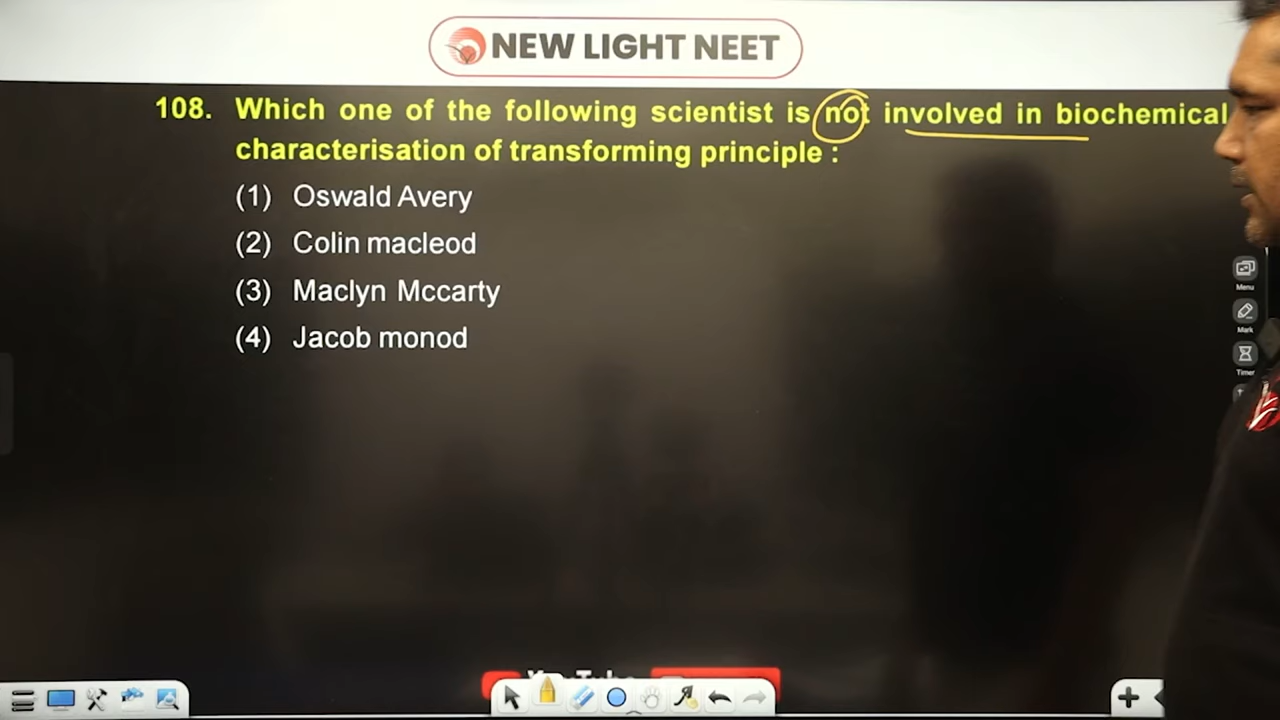 NEW LIGHT NEET
108. Which one of the following scientist is not involved in biochemical
characterisation of transforming principle :
(1) Oswald Avery
(2) Colin macleod
(3) Maclyn Mccarty
(4) Jacob monod
Menu
Mark
Timer
YouTube